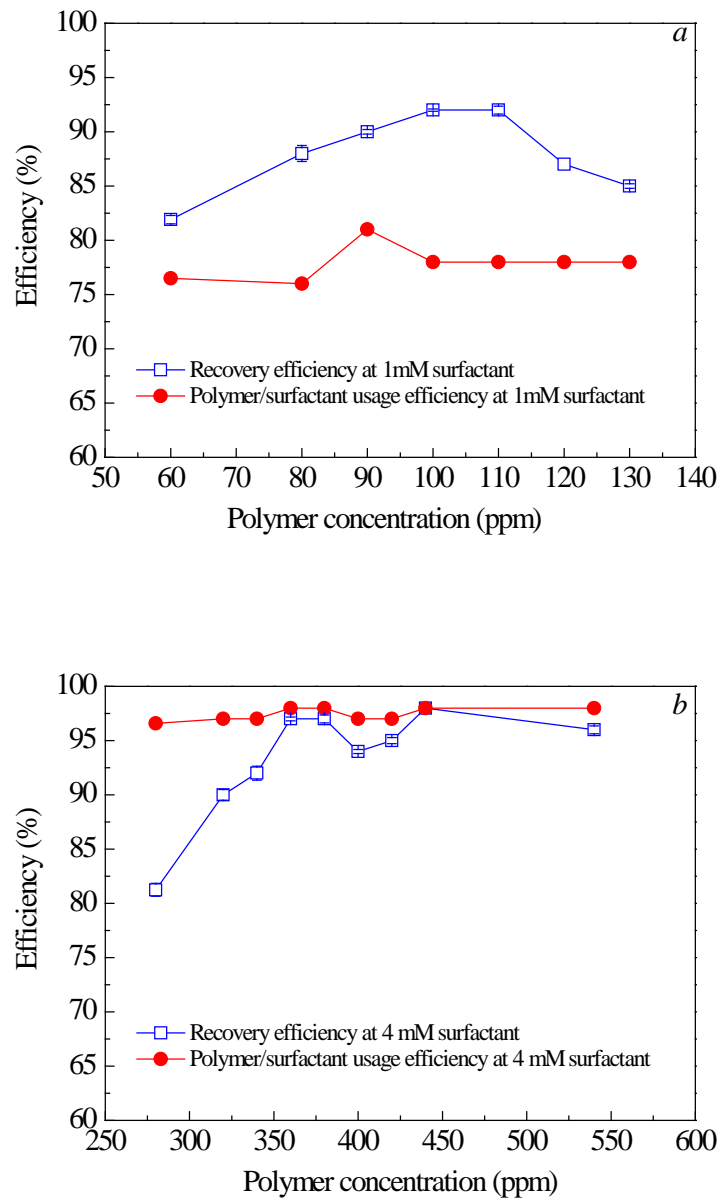 a
100
95
90
85
80
75
70
65
60
Efficiency (%)
Recovery efficiency at 1mM surfactant
Polymer/surfactant usage efficiency at 1mM surfactant
50 60 70 80 90 100 110 120 130 140
Polymer concentration (ppm)
b
100
95
90
85
80
75
70
65
60
Efficiency (%)
Recovery efficiency at 4 mM surfactant
Polymer/surfactant usage efficiency at 4 mM surfactant
250 300 350 400 450 500 550 600
Polymer concentration (ppm)